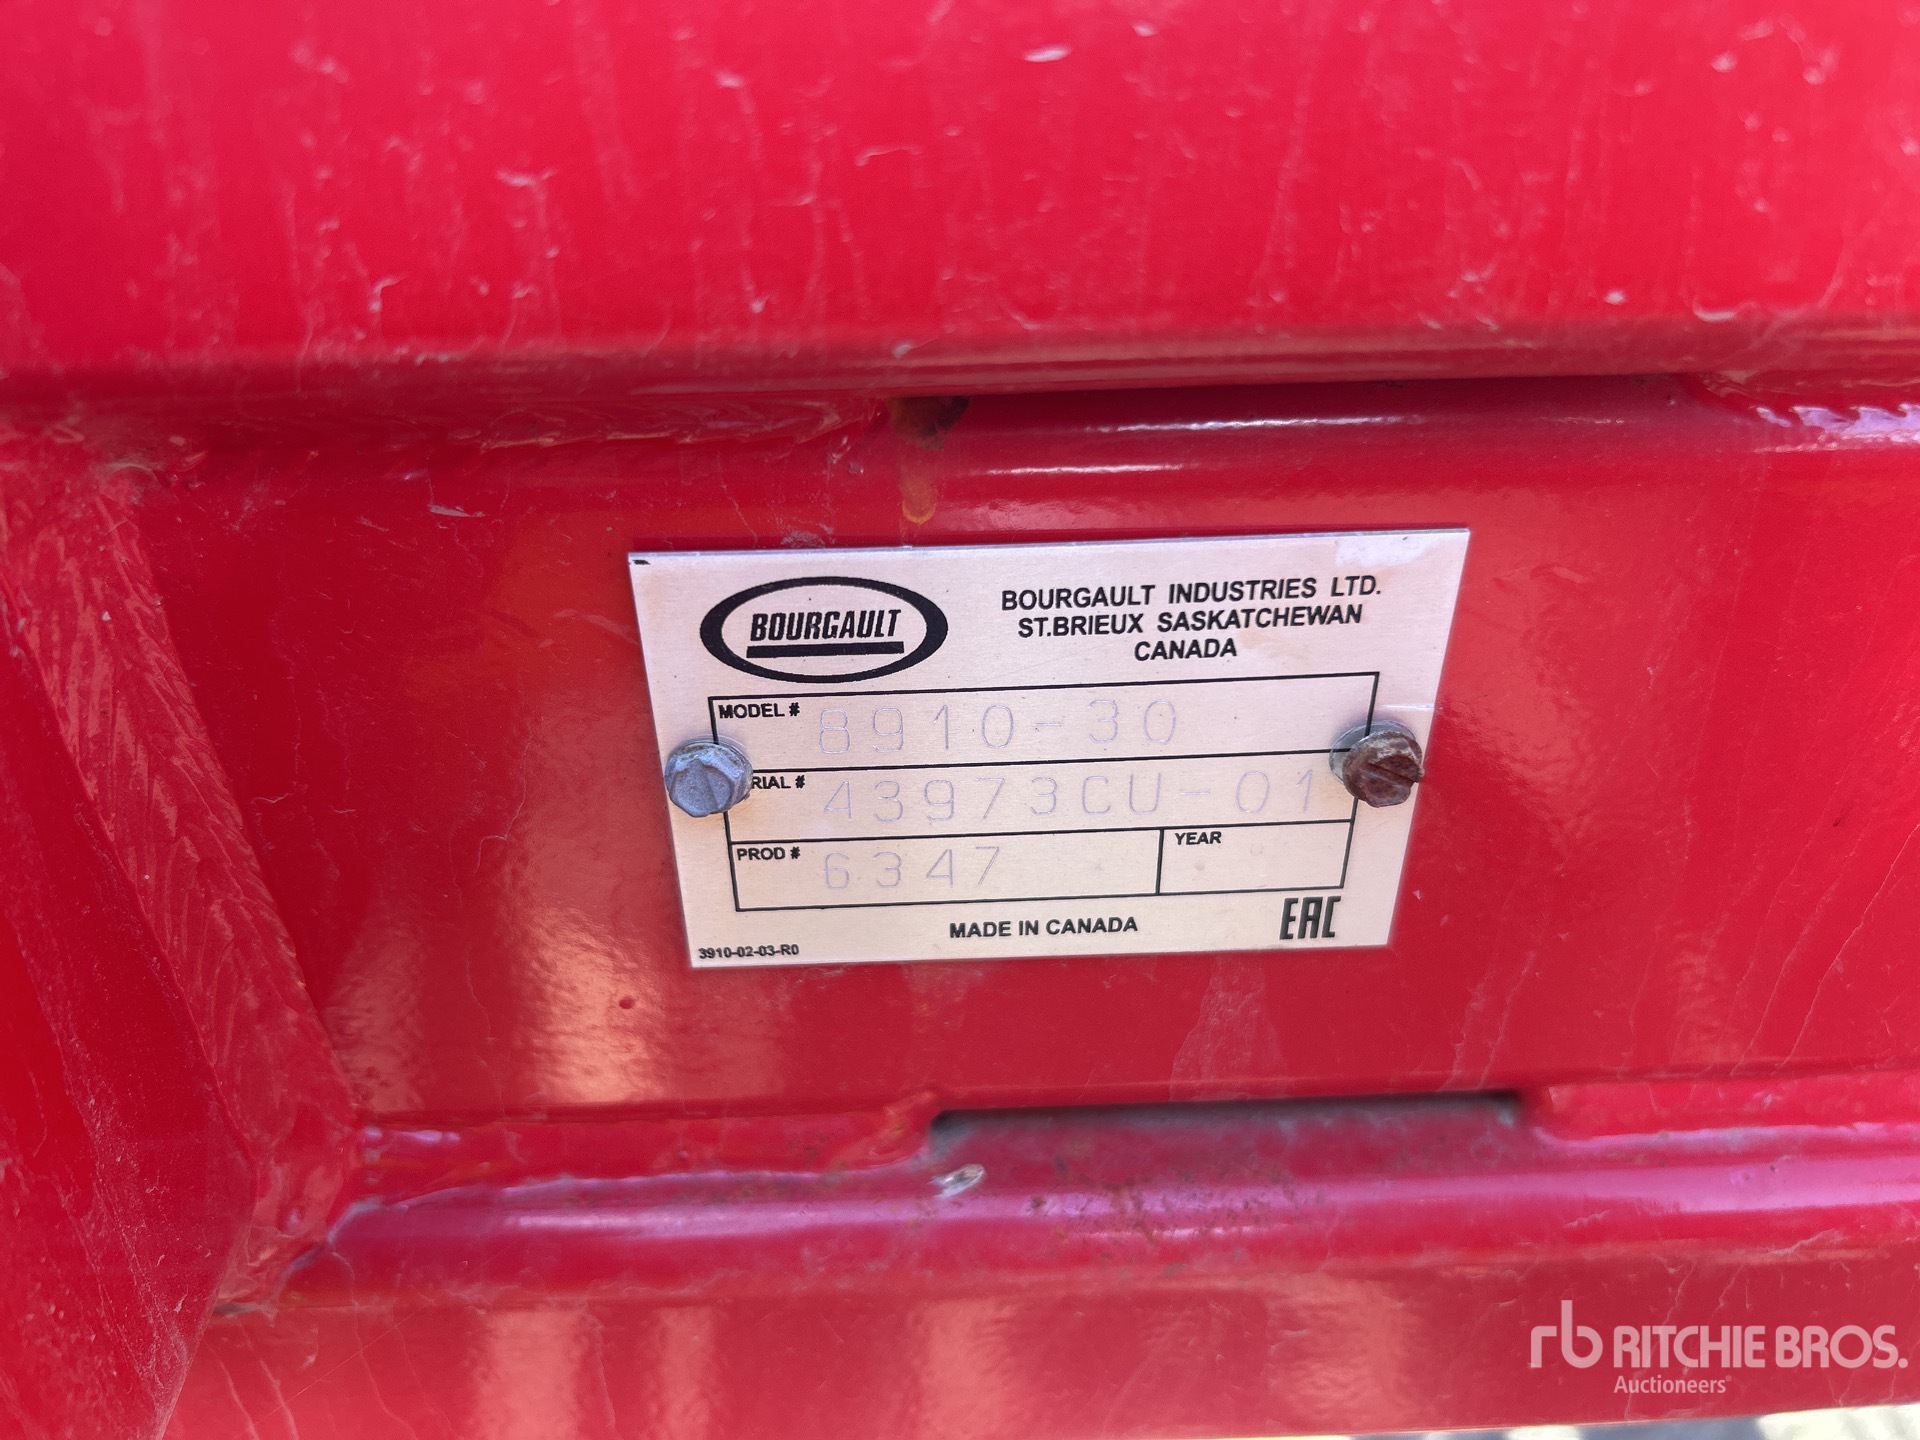 BOURGAULT
BOURGAULT INDUSTRIES LTD.
ST.BRIEUX SASKATCHEWAN
CANADA
MODEL # 8910-30
RIAL # 43973CU-01
PROD # 6347
YEAR
MADE IN CANADA
EAC
3910-02-03-R0
rb RITCHIE BROS.
Auctioneers